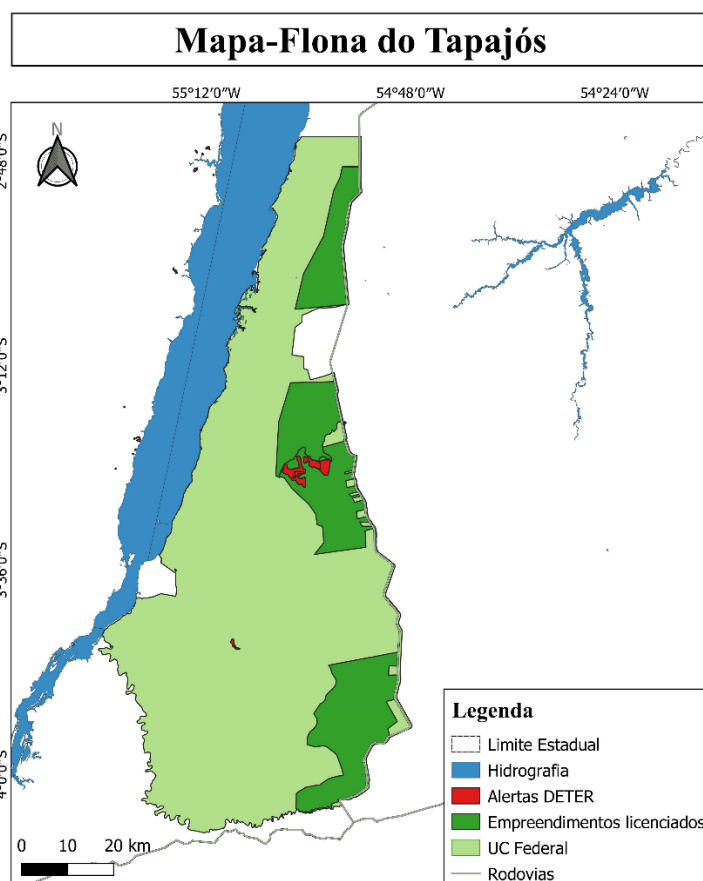 Mapa-Flona do Tapajós
55°12'0"W 54°48'0"W 54°24'0"W
N
2°48'0"S
3°12'0"S
3°36'0"S
4°0'0"S
Legenda
Limite Estadual
Hidrografia
Alertas DETER
Empreendimentos licenciados
UC Federal
Rodovias
0 10 20 km